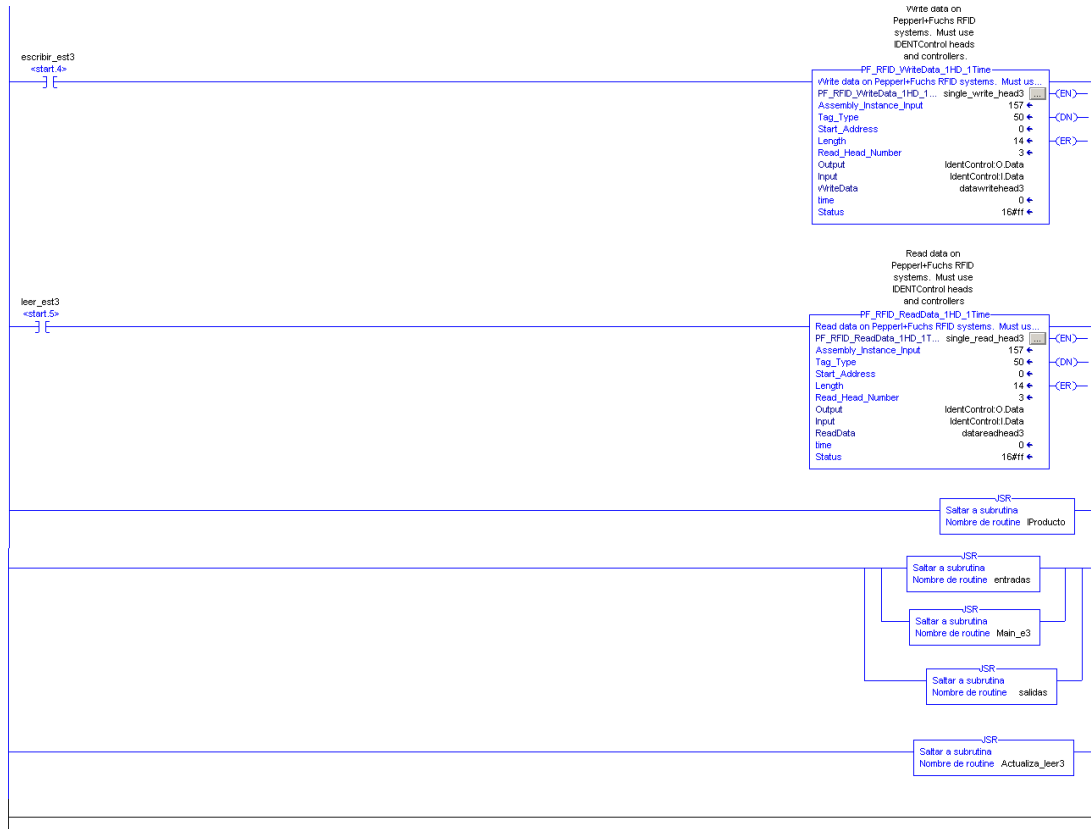 Write data on
Pepperl+Fuchs RFID
systems. Must use
IDENTControl heads
and controllers.
escribir_est3
<start.4>
PF_RFID_WriteData_1HD_1Time
Write data on Pepperl+Fuchs RFID systems. Must us...
PF_RFID_WriteData_1HD_1... single_write_head3 ... (EN)
Assembly_Instance_Input 157
Tag_Type 50 (DN)
Start_Address 0
Length 14 (ER)
Read_Head_Number 3
Output IdentControl:O.Data
Input IdentControl:I.Data
WriteData datawritehead3
time 0
Status 16#ff
Read data on
Pepperl+Fuchs RFID
systems. Must use
IDENTControl heads
and controllers
leer_est3
<start.5>
PF_RFID_ReadData_1HD_1Time
Read data on Pepperl+Fuchs RFID systems. Must us...
PF_RFID_ReadData_1HD_1T... single_read_head3 ... (EN)
Assembly_Instance_Input 157
Tag_Type 50 (DN)
Start_Address 0
Length 14 (ER)
Read_Head_Number 3
Output IdentControl:O.Data
Input IdentControl:I.Data
ReadData datareadhead3
time 0
Status 16#ff
JSR
Saltar a subrutina
Nombre de routine IProducto
JSR
Saltar a subrutina
Nombre de routine entradas
JSR
Saltar a subrutina
Nombre de routine Main_e3
JSR
Saltar a subrutina
Nombre de routine salidas
JSR
Saltar a subrutina
Nombre de routine Actualiza_leer3